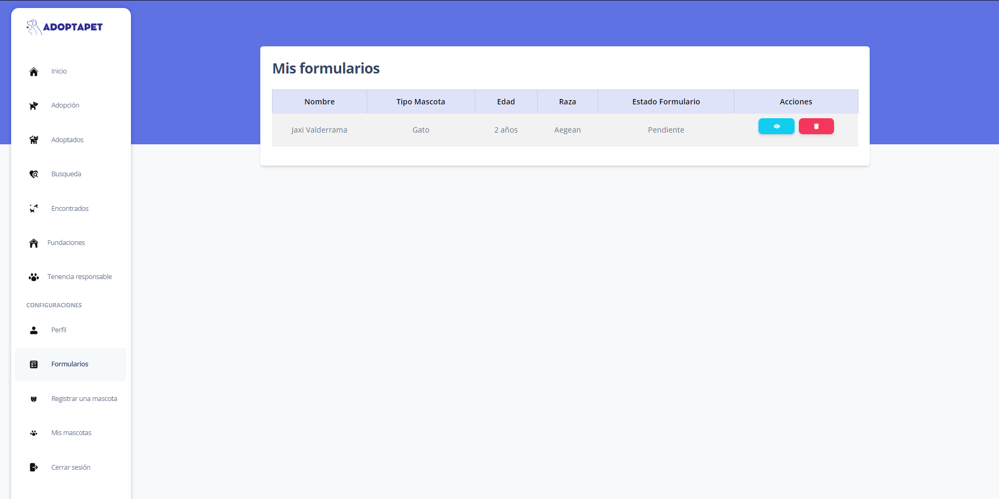 ADOPTAPET
Inicio
Adopción
Adoptados
Busqueda
Encontrados
Fundaciones
Tenencia responsable
CONFIGURACIONES
Perfil
Formularios
Registrar una mascota
Mis mascotas
Cerrar sesión
Mis formularios
Nombre Tipo Mascota Edad Raza Estado Formulario Acciones
Jaxi Valderrama Gato 2 años Aegean Pendiente